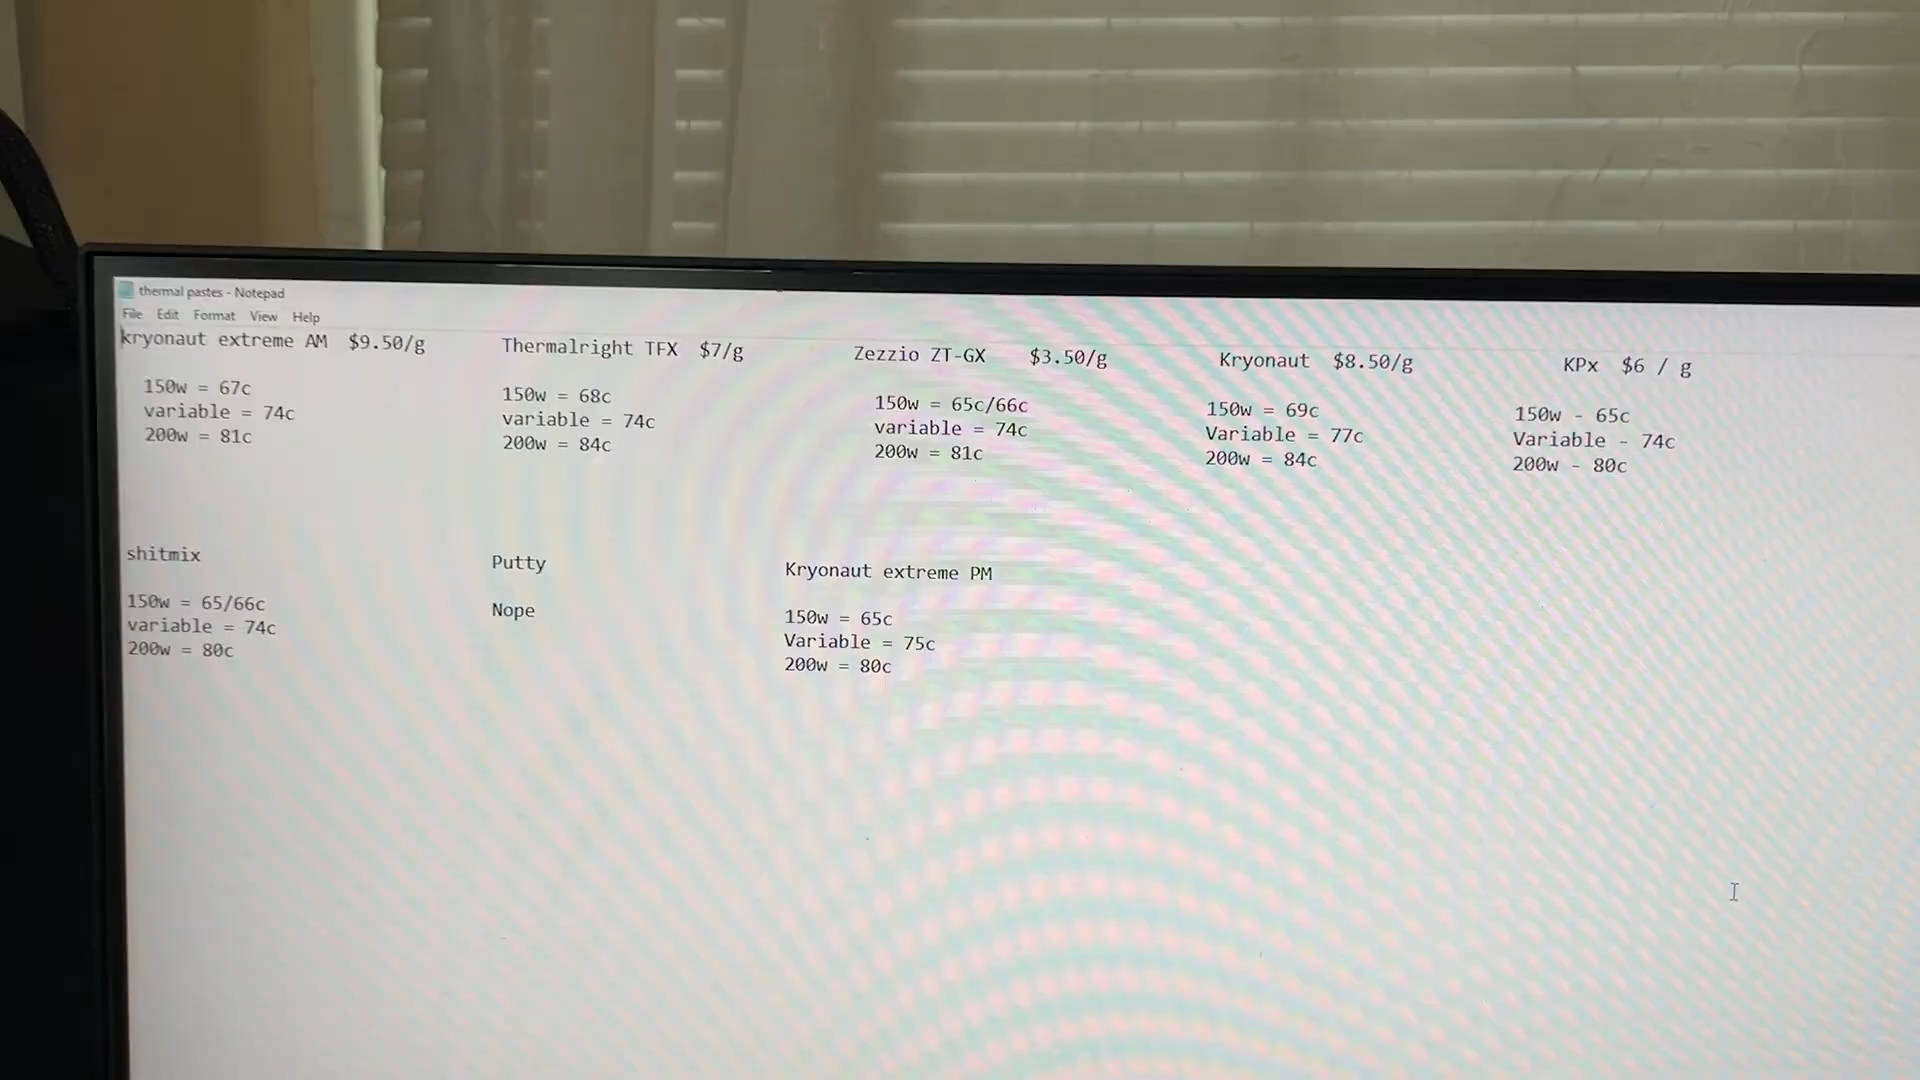 thermal pastes - Notepad
File Edit Format View Help
kryonaut extreme AM $9.50/g
150w = 67c
variable = 74c
200w = 81c
Thermalright TFX $7/g
150w = 68c
variable = 74c
200w = 84c
Zezzio ZT-GX $3.50/g
150w = 65c/66c
variable = 74c
200w = 81c
Kryonaut $8.50/g
150w = 69c
Variable = 77c
200w = 84c
KPx $6 / g
150w - 65c
Variable - 74c
200w - 80c
shitmix
150w = 65/66c
variable = 74c
200w = 80c
Putty
Nope
Kryonaut extreme PM
150w = 65c
Variable = 75c
200w = 80c